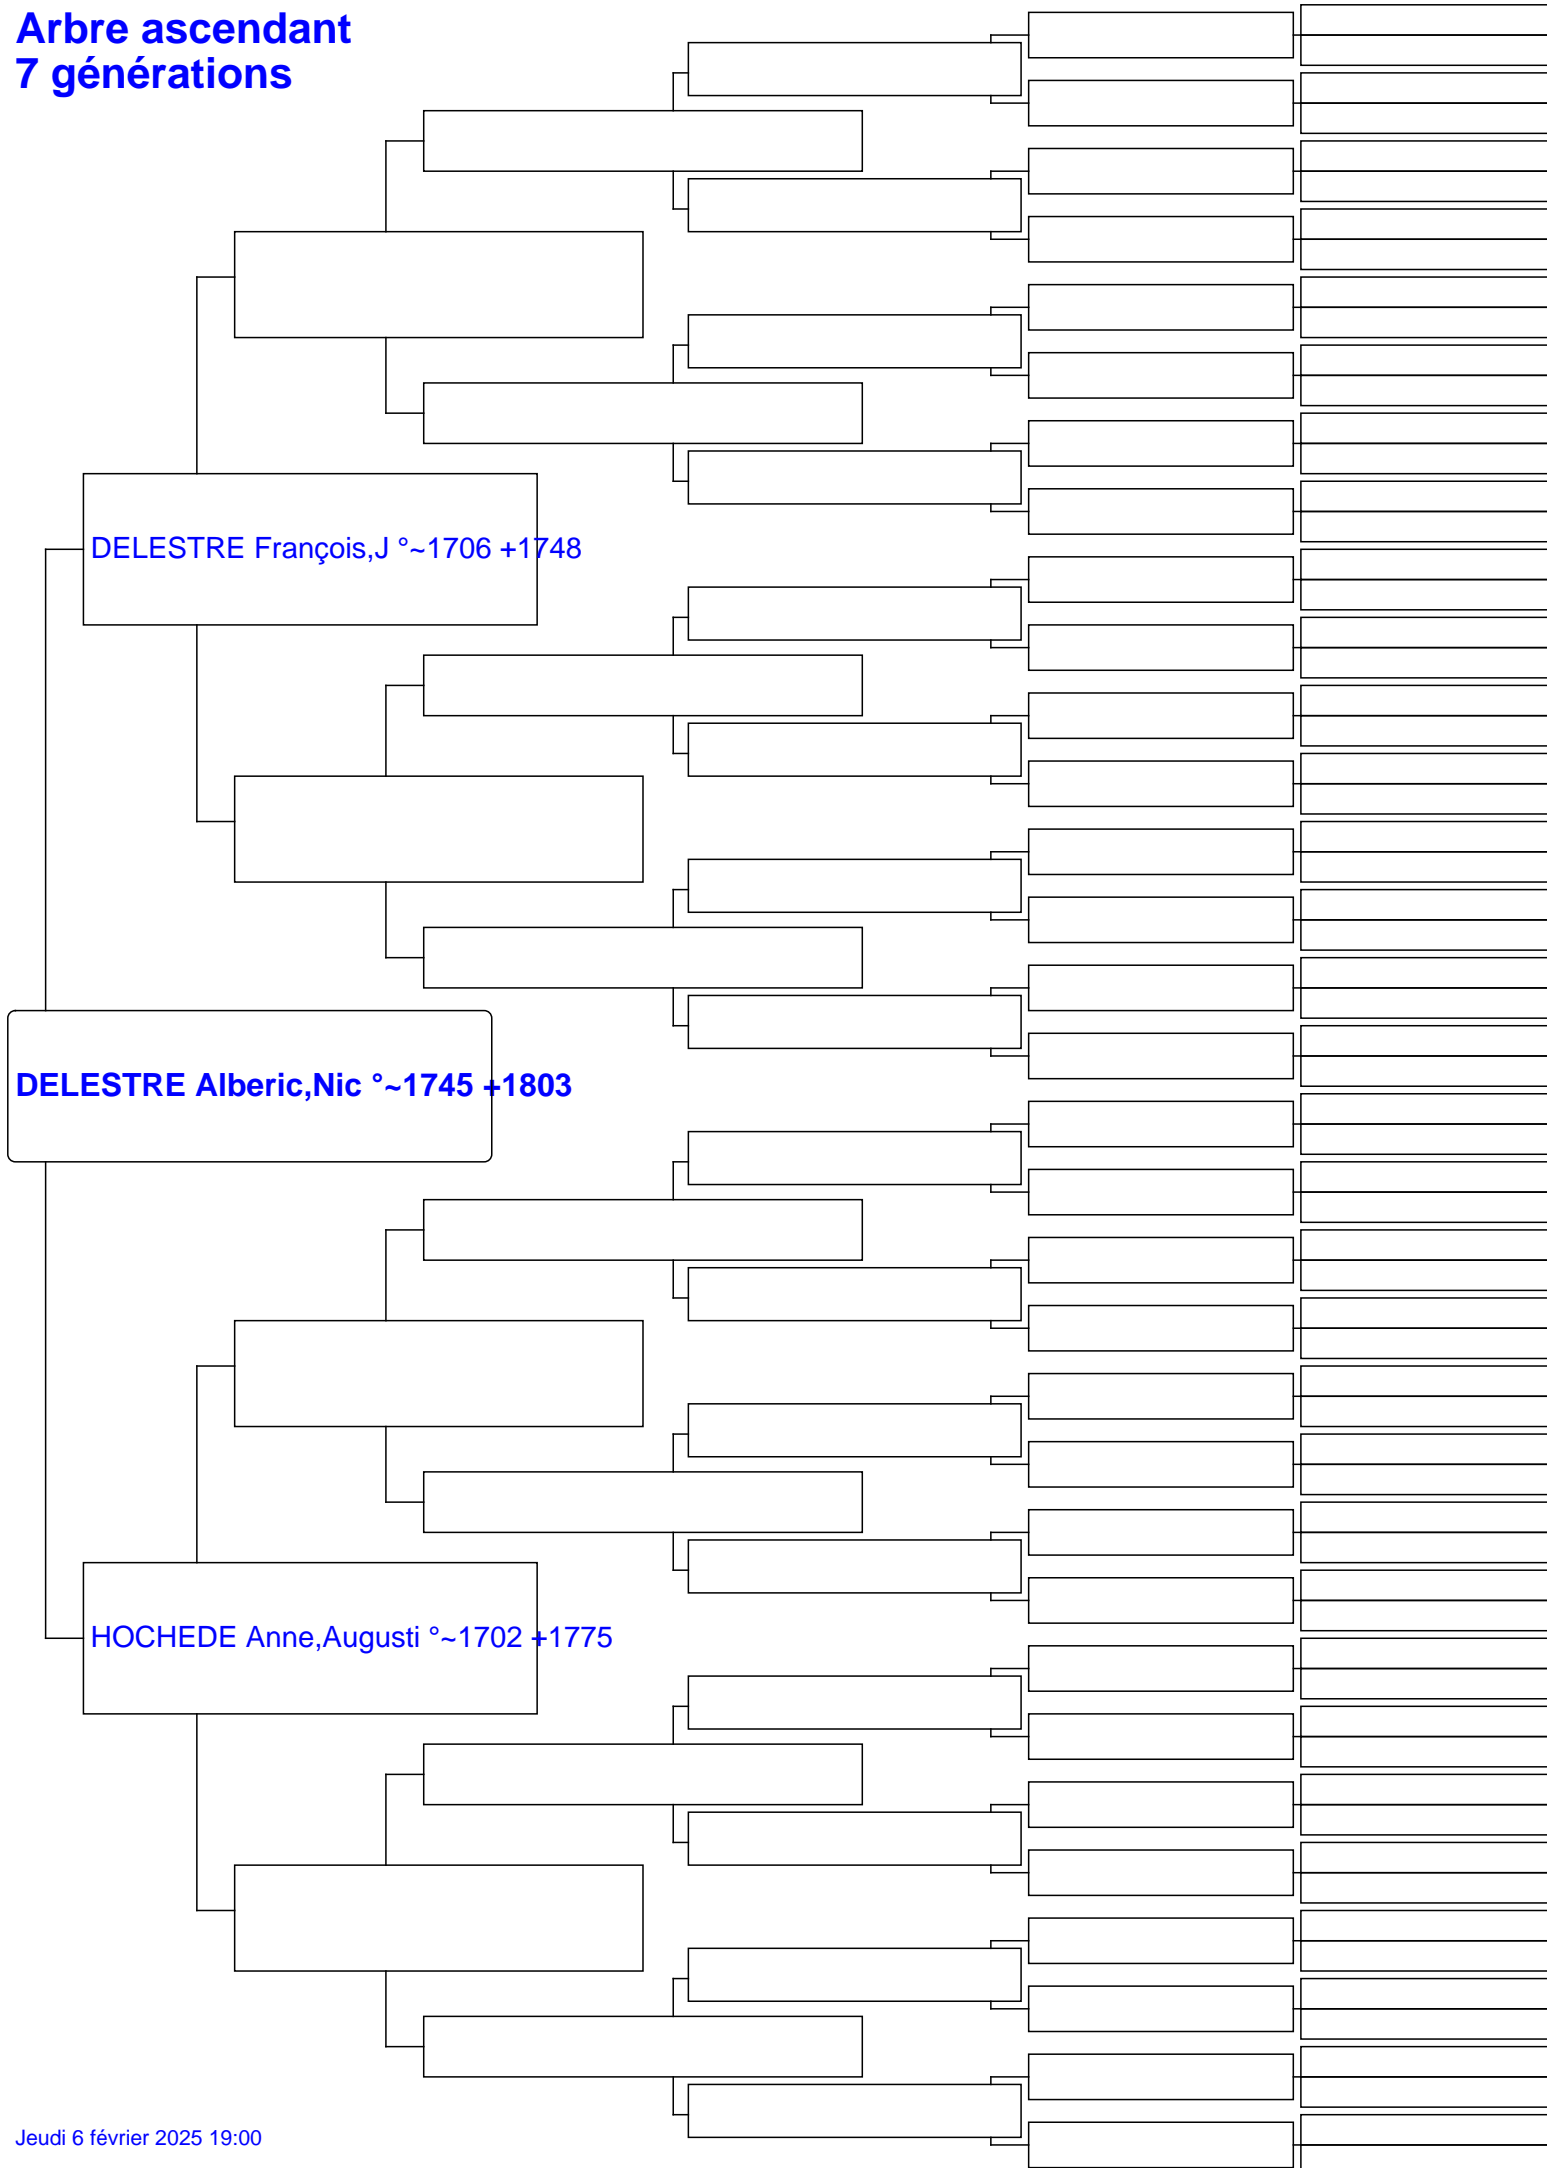 Arbre ascendant
7 générations
DELESTRE François,J °~1706 +1748
DELESTRE Alberic,Nic °~1745 +1803
HOCHEDE Anne,Augusti °~1702 +1775
Jeudi 6 février 2025 19:00